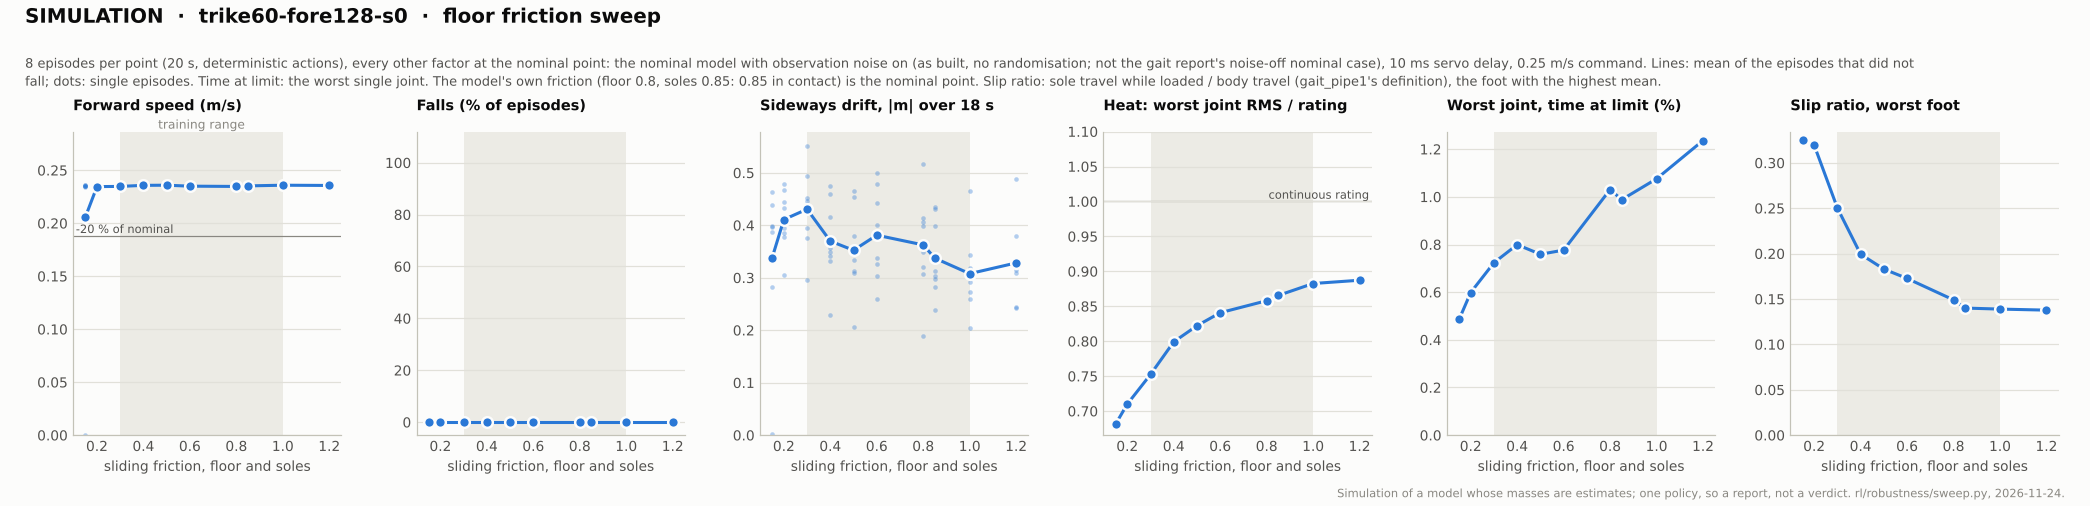 SIMULATION · trike60-fore128-s0 · floor friction sweep
8 episodes per point (20 s, deterministic actions), every other factor at the nominal point: the nominal model with observation noise on (as built, no randomisation; not the gait report's noise-off nominal case), 10 ms servo delay, 0.25 m/s command. Lines: mean of the episodes that did not
fall; dots: single episodes. Time at limit: the worst single joint. The model's own friction (floor 0.8, soles 0.85: 0.85 in contact) is the nominal point. Slip ratio: sole travel while loaded / body travel (gait_pipe1's definition), the foot with the highest mean.
Forward speed (m/s)
training range
0.25
0.20
-20 % of nominal
0.15
0.10
0.05
0.00
0.2 0.4 0.6 0.8 1.0 1.2
sliding friction, floor and soles
Falls (% of episodes)
100
80
60
40
20
0
0.2 0.4 0.6 0.8 1.0 1.2
sliding friction, floor and soles
Sideways drift, |m| over 18 s
0.5
0.4
0.3
0.2
0.1
0.0
0.2 0.4 0.6 0.8 1.0 1.2
sliding friction, floor and soles
Heat: worst joint RMS / rating
1.10
1.05
continuous rating
1.00
0.95
0.90
0.85
0.80
0.75
0.70
0.2 0.4 0.6 0.8 1.0 1.2
sliding friction, floor and soles
Worst joint, time at limit (%)
1.2
1.0
0.8
0.6
0.4
0.2
0.0
0.2 0.4 0.6 0.8 1.0 1.2
sliding friction, floor and soles
Slip ratio, worst foot
0.30
0.25
0.20
0.15
0.10
0.05
0.00
0.2 0.4 0.6 0.8 1.0 1.2
sliding friction, floor and soles
Simulation of a model whose masses are estimates; one policy, so a report, not a verdict. rl/robustness/sweep.py, 2026-11-24.